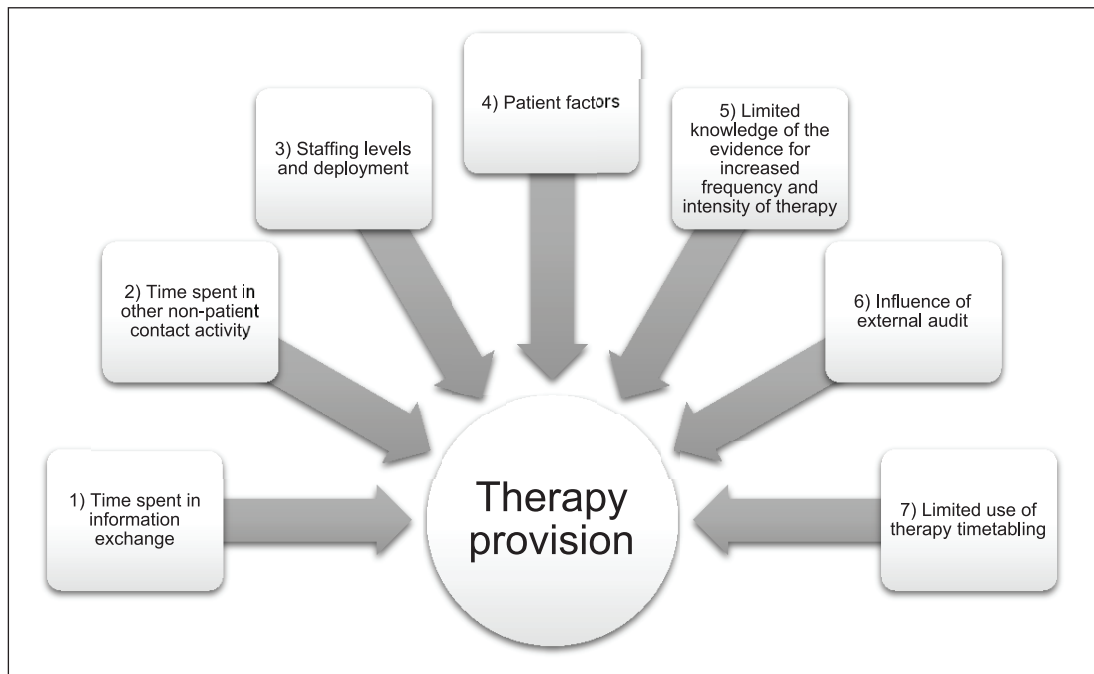 1) Time spent in
information
exchange
2) Time spent in
other non-patient
contact activity
3) Staffing levels
and deployment
4) Patient factors
5) Limited
knowledge of the
evidence for
increased
frequency and
intensity of therapy
6) Influence of
external audit
7) Limited use of
therapy timetabling
Therapy
provision